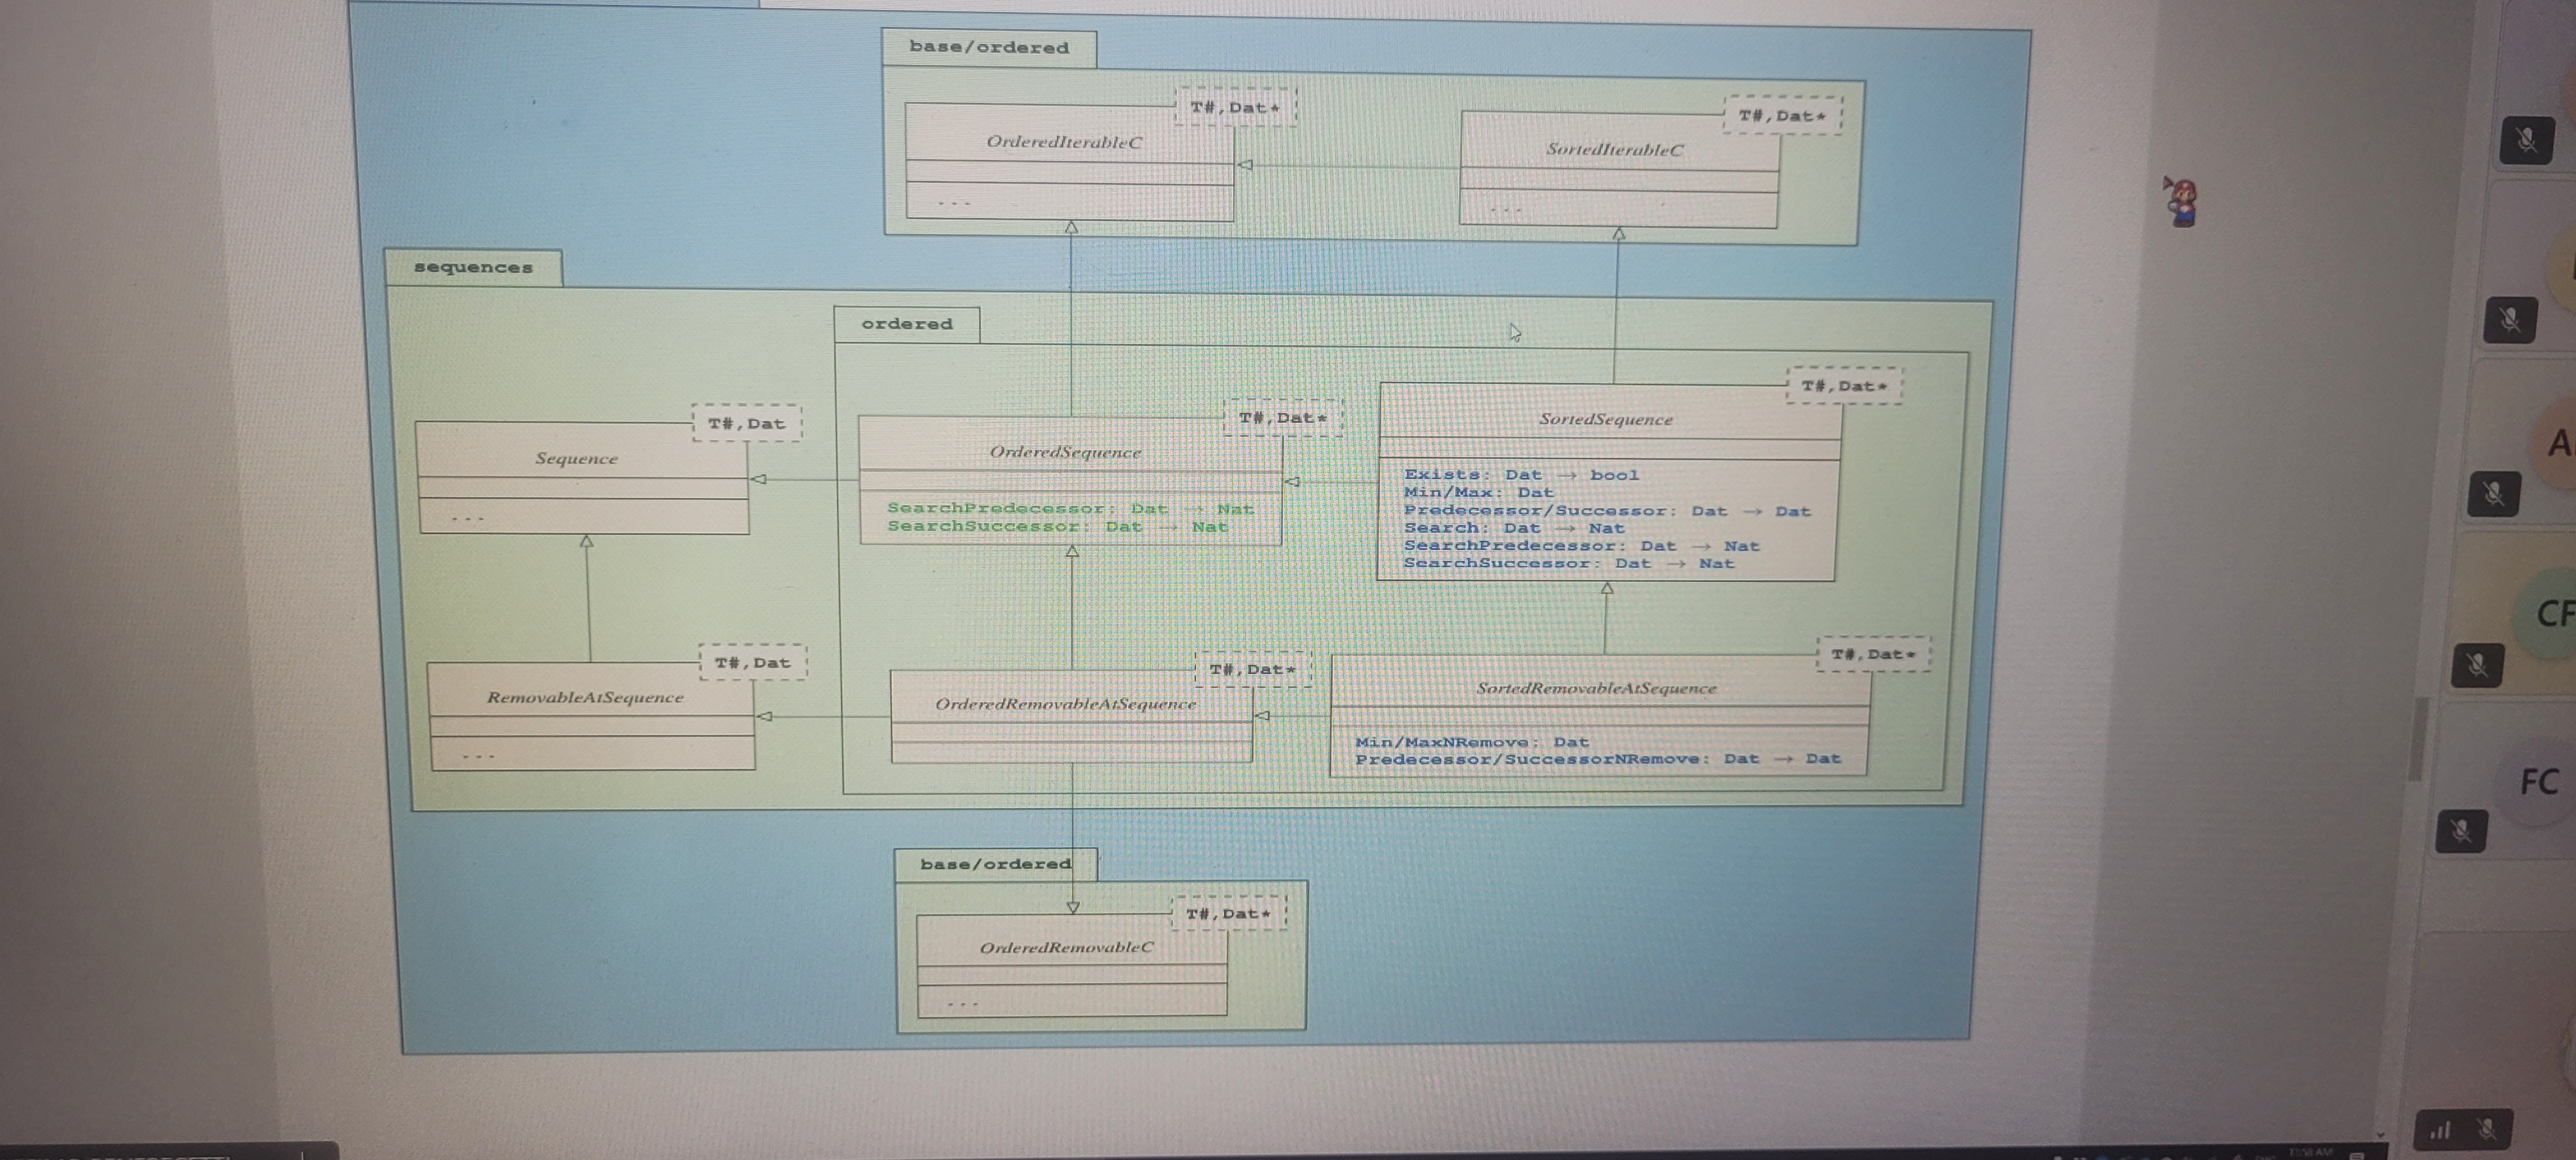 base/ordered
T#,Dat*
OrderedIterableC
...
T#,Dat*
SortedIterableC
...
sequences
ordered
T#,Dat
Sequence
...
T#,Dat*
OrderedSequence
SearchPredecessor: Dat → Nat
SearchSuccessor: Dat → Nat
T#,Dat*
SortedSequence
Exists: Dat → bool
Min/Max: Dat
Predecessor/Successor: Dat → Dat
Search: Dat → Nat
SearchPredecessor: Dat → Nat
SearchSuccessor: Dat → Nat
T#,Dat
RemovableAtSequence
...
T#,Dat*
OrderedRemovableAtSequence
T#,Dat*
SortedRemovableAtSequence
Min/MaxNRemove: Dat
Predecessor/SuccessorNRemove: Dat → Dat
base/ordered
T#,Dat*
OrderedRemovableC
...
A
CF
FC